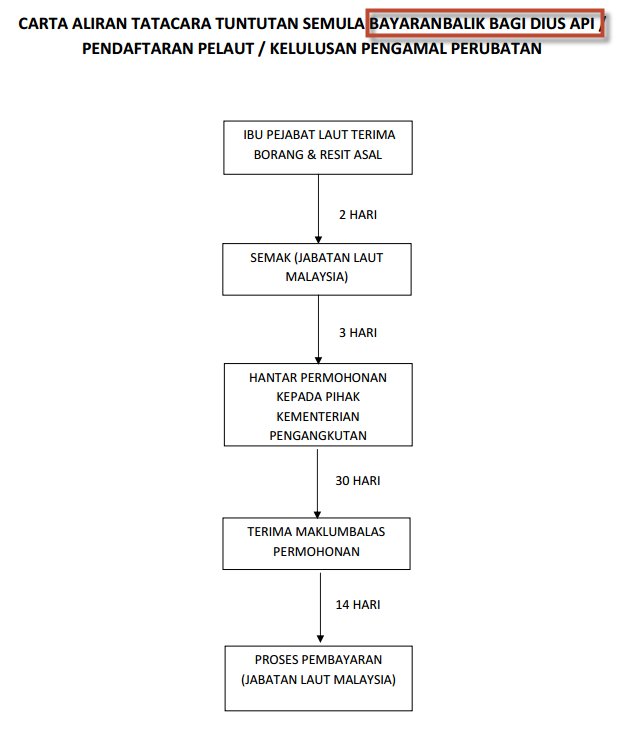 CARTA ALIRAN TATACARA TUNTUTAN SEMULA BAYARANBALIK BAGI DIUS API /
PENDAFTARAN PELAUT / KELULUSAN PENGAMAL PERUBATAN
IBU PEJABAT LAUT TERIMA
BORANG & RESIT ASAL
2 HARI
SEMAK (JABATAN LAUT
MALAYSIA)
3 HARI
HANTAR PERMOHONAN
KEPADA PIHAK
KEMENTERIAN
PENGANGKUTAN
30 HARI
TERIMA MAKLUMBALAS
PERMOHONAN
14 HARI
PROSES PEMBAYARAN
(JABATAN LAUT MALAYSIA)